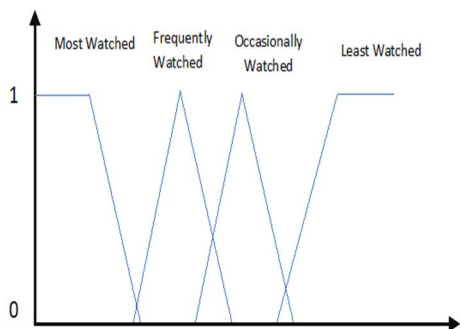 Most Watched
Frequently
Watched
Occasionally
Watched
Least Watched
1
0